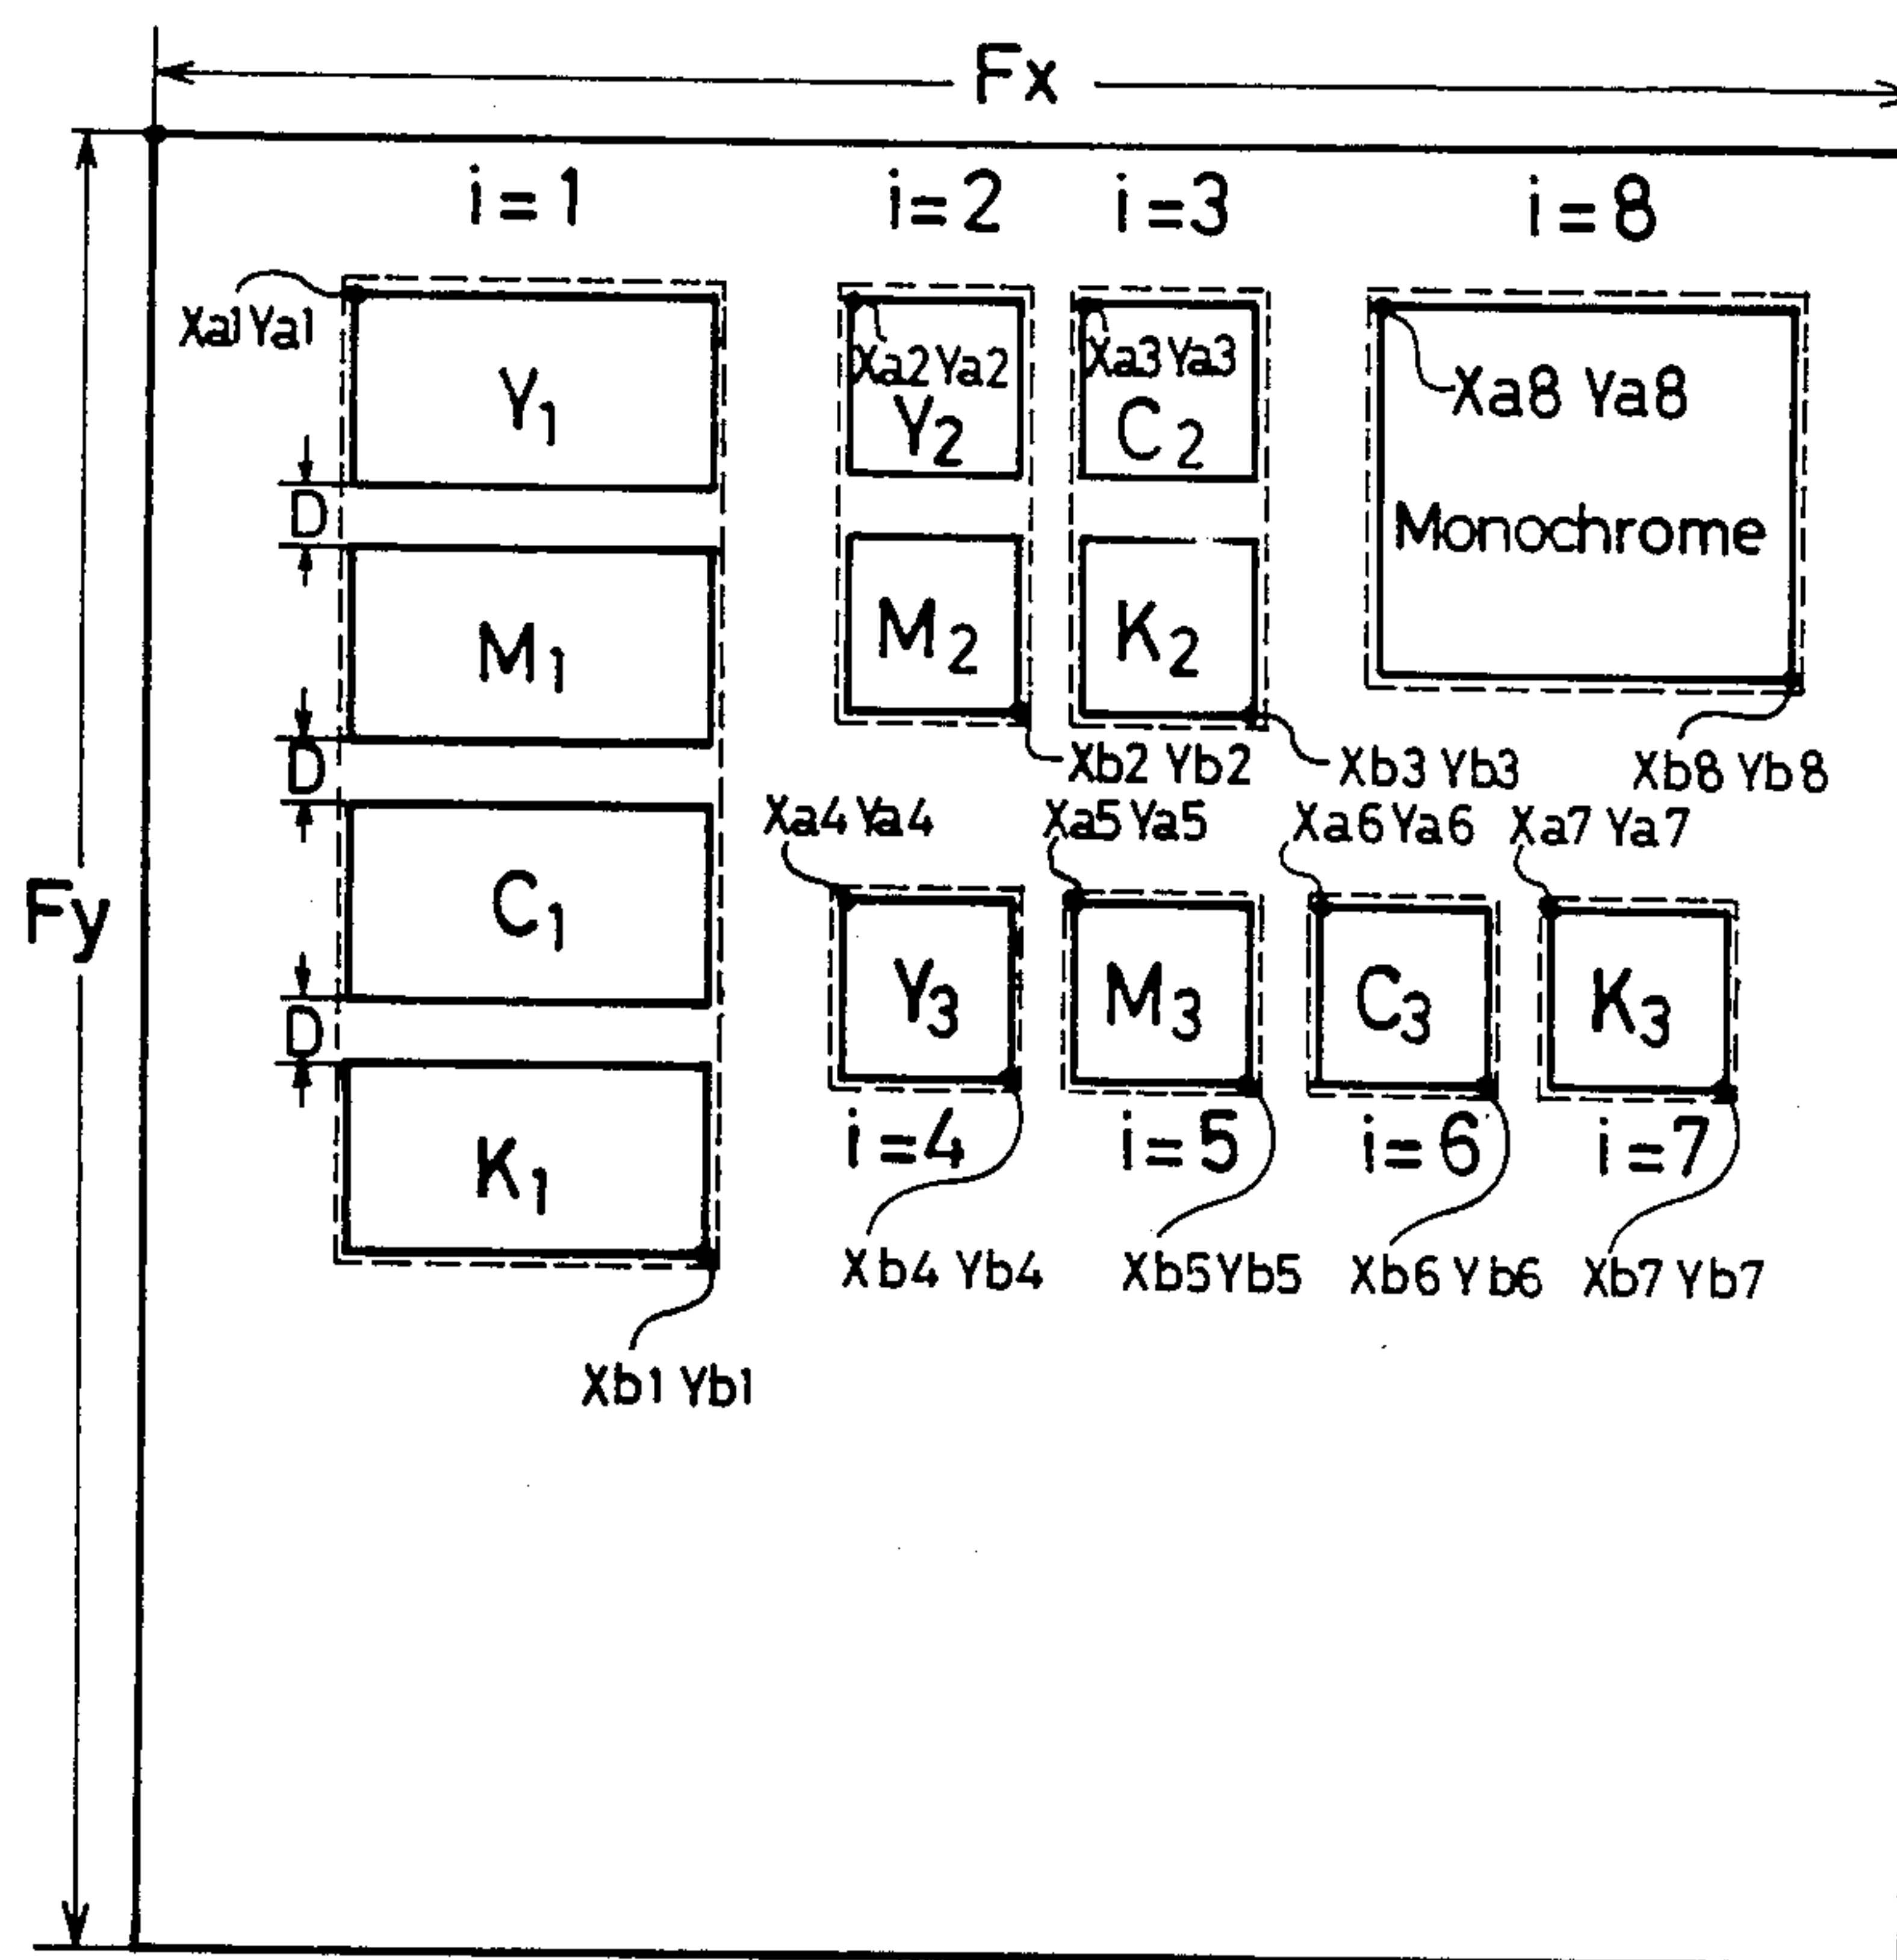 Fx
i=1 i=2 i=3 i=8
Xa1 Ya1
Y1
Xa2 Ya2
Y2
Xa3 Ya3
C2
Xa8 Ya8
Monochrome
D
M1
M2
K2
D
Xb2 Yb2 Xb3 Yb3 Xb8 Yb8
Xa4 Ya4 Xa5 Ya5 Xa6 Ya6 Xa7 Ya7
Fy
C1
Y3 M3 C3 K3
D
i=4 i=5 i=6 i=7
K1
Xb4 Yb4 Xb5 Yb5 Xb6 Yb6 Xb7 Yb7
Xb1 Yb1